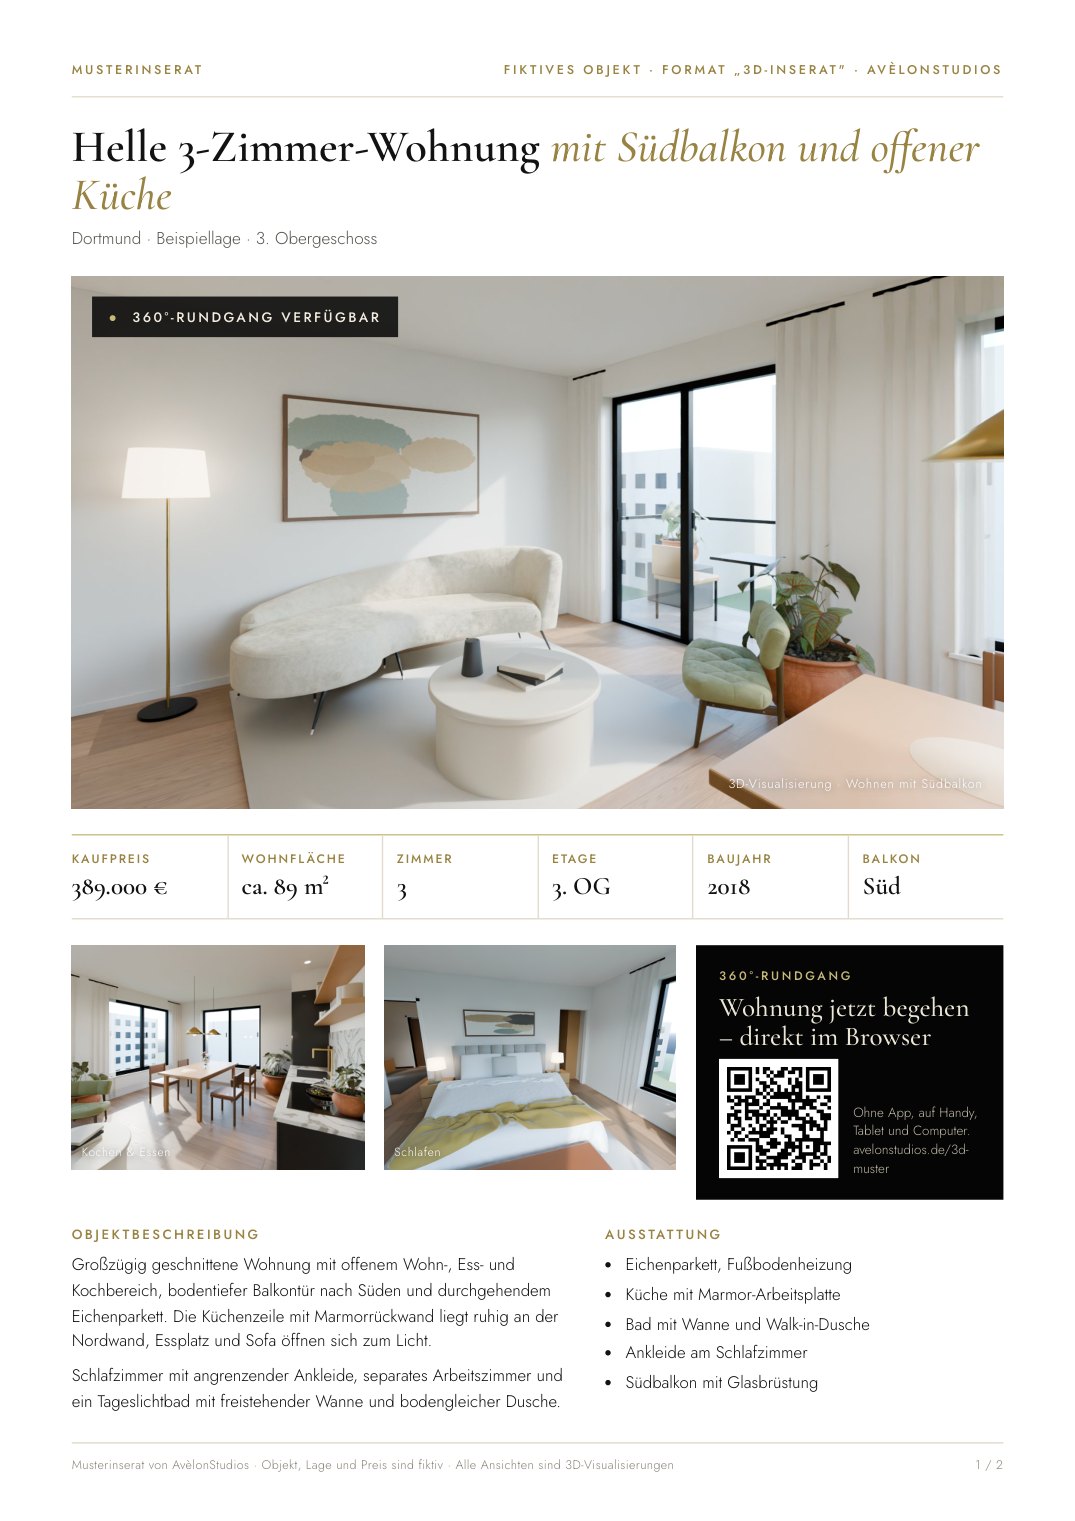 MUSTERINSERAT
FIKTIVES OBJEKT · FORMAT „3D-INSERAT" · AVÈLONSTUDIOS
Helle 3-Zimmer-Wohnung mit Südbalkon und offener
Küche
Dortmund · Beispiellage · 3. Obergeschoss
• 360°-RUNDGANG VERFÜGBAR
3D-Visualisierung · Wohnen mit Südbalkon
KAUFPREIS
389.000 €
WOHNFLÄCHE
ca. 89 m²
ZIMMER
3
ETAGE
3. OG
BAUJAHR
2018
BALKON
Süd
Kochen & Essen
Schlafen
360°-RUNDGANG
Wohnung jetzt begehen
– direkt im Browser
Ohne App, auf Handy,
Tablet und Computer.
avelonstudios.de/3d-
muster
OBJEKTBESCHREIBUNG
Großzügig geschnittene Wohnung mit offenem Wohn-, Ess- und
Kochbereich, bodentiefer Balkontür nach Süden und durchgehendem
Eichenparkett. Die Küchenzeile mit Marmorrückwand liegt ruhig an der
Nordwand, Essplatz und Sofa öffnen sich zum Licht.
Schlafzimmer mit angrenzender Ankleide, separates Arbeitszimmer und
ein Tageslichtbad mit freistehender Wanne und bodengleicher Dusche.
AUSSTATTUNG
• Eichenparkett, Fußbodenheizung
• Küche mit Marmor-Arbeitsplatte
• Bad mit Wanne und Walk-in-Dusche
• Ankleide am Schlafzimmer
• Südbalkon mit Glasbrüstung
Musterinserat von AvèlonStudios · Objekt, Lage und Preis sind fiktiv · Alle Ansichten sind 3D-Visualisierungen
1 / 2